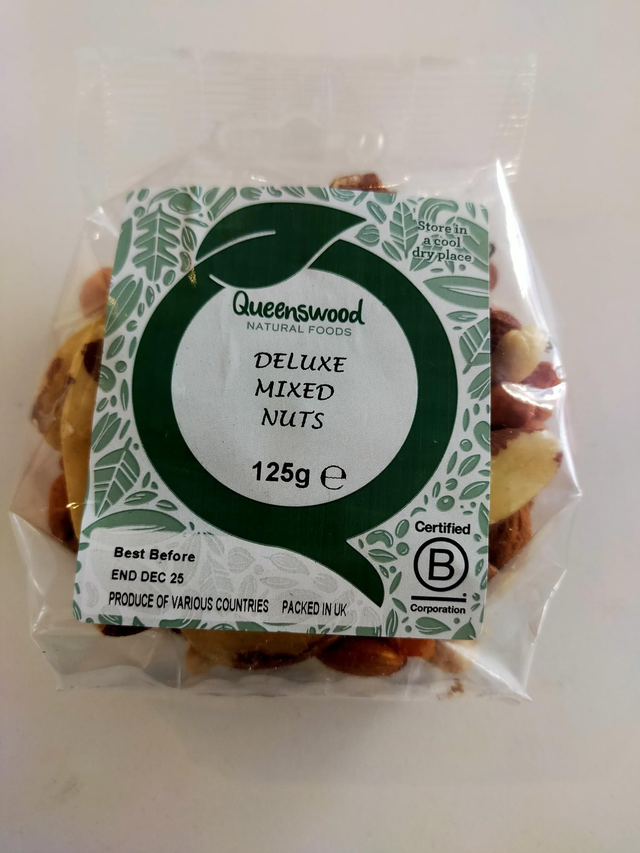 Store in
a cool
dry place
Queenswood
NATURAL FOODS
DELUXE
MIXED
NUTS
125g ℮
Certified
B
Corporation
Best Before
END DEC 25
PRODUCE OF VARIOUS COUNTRIES PACKED IN UK